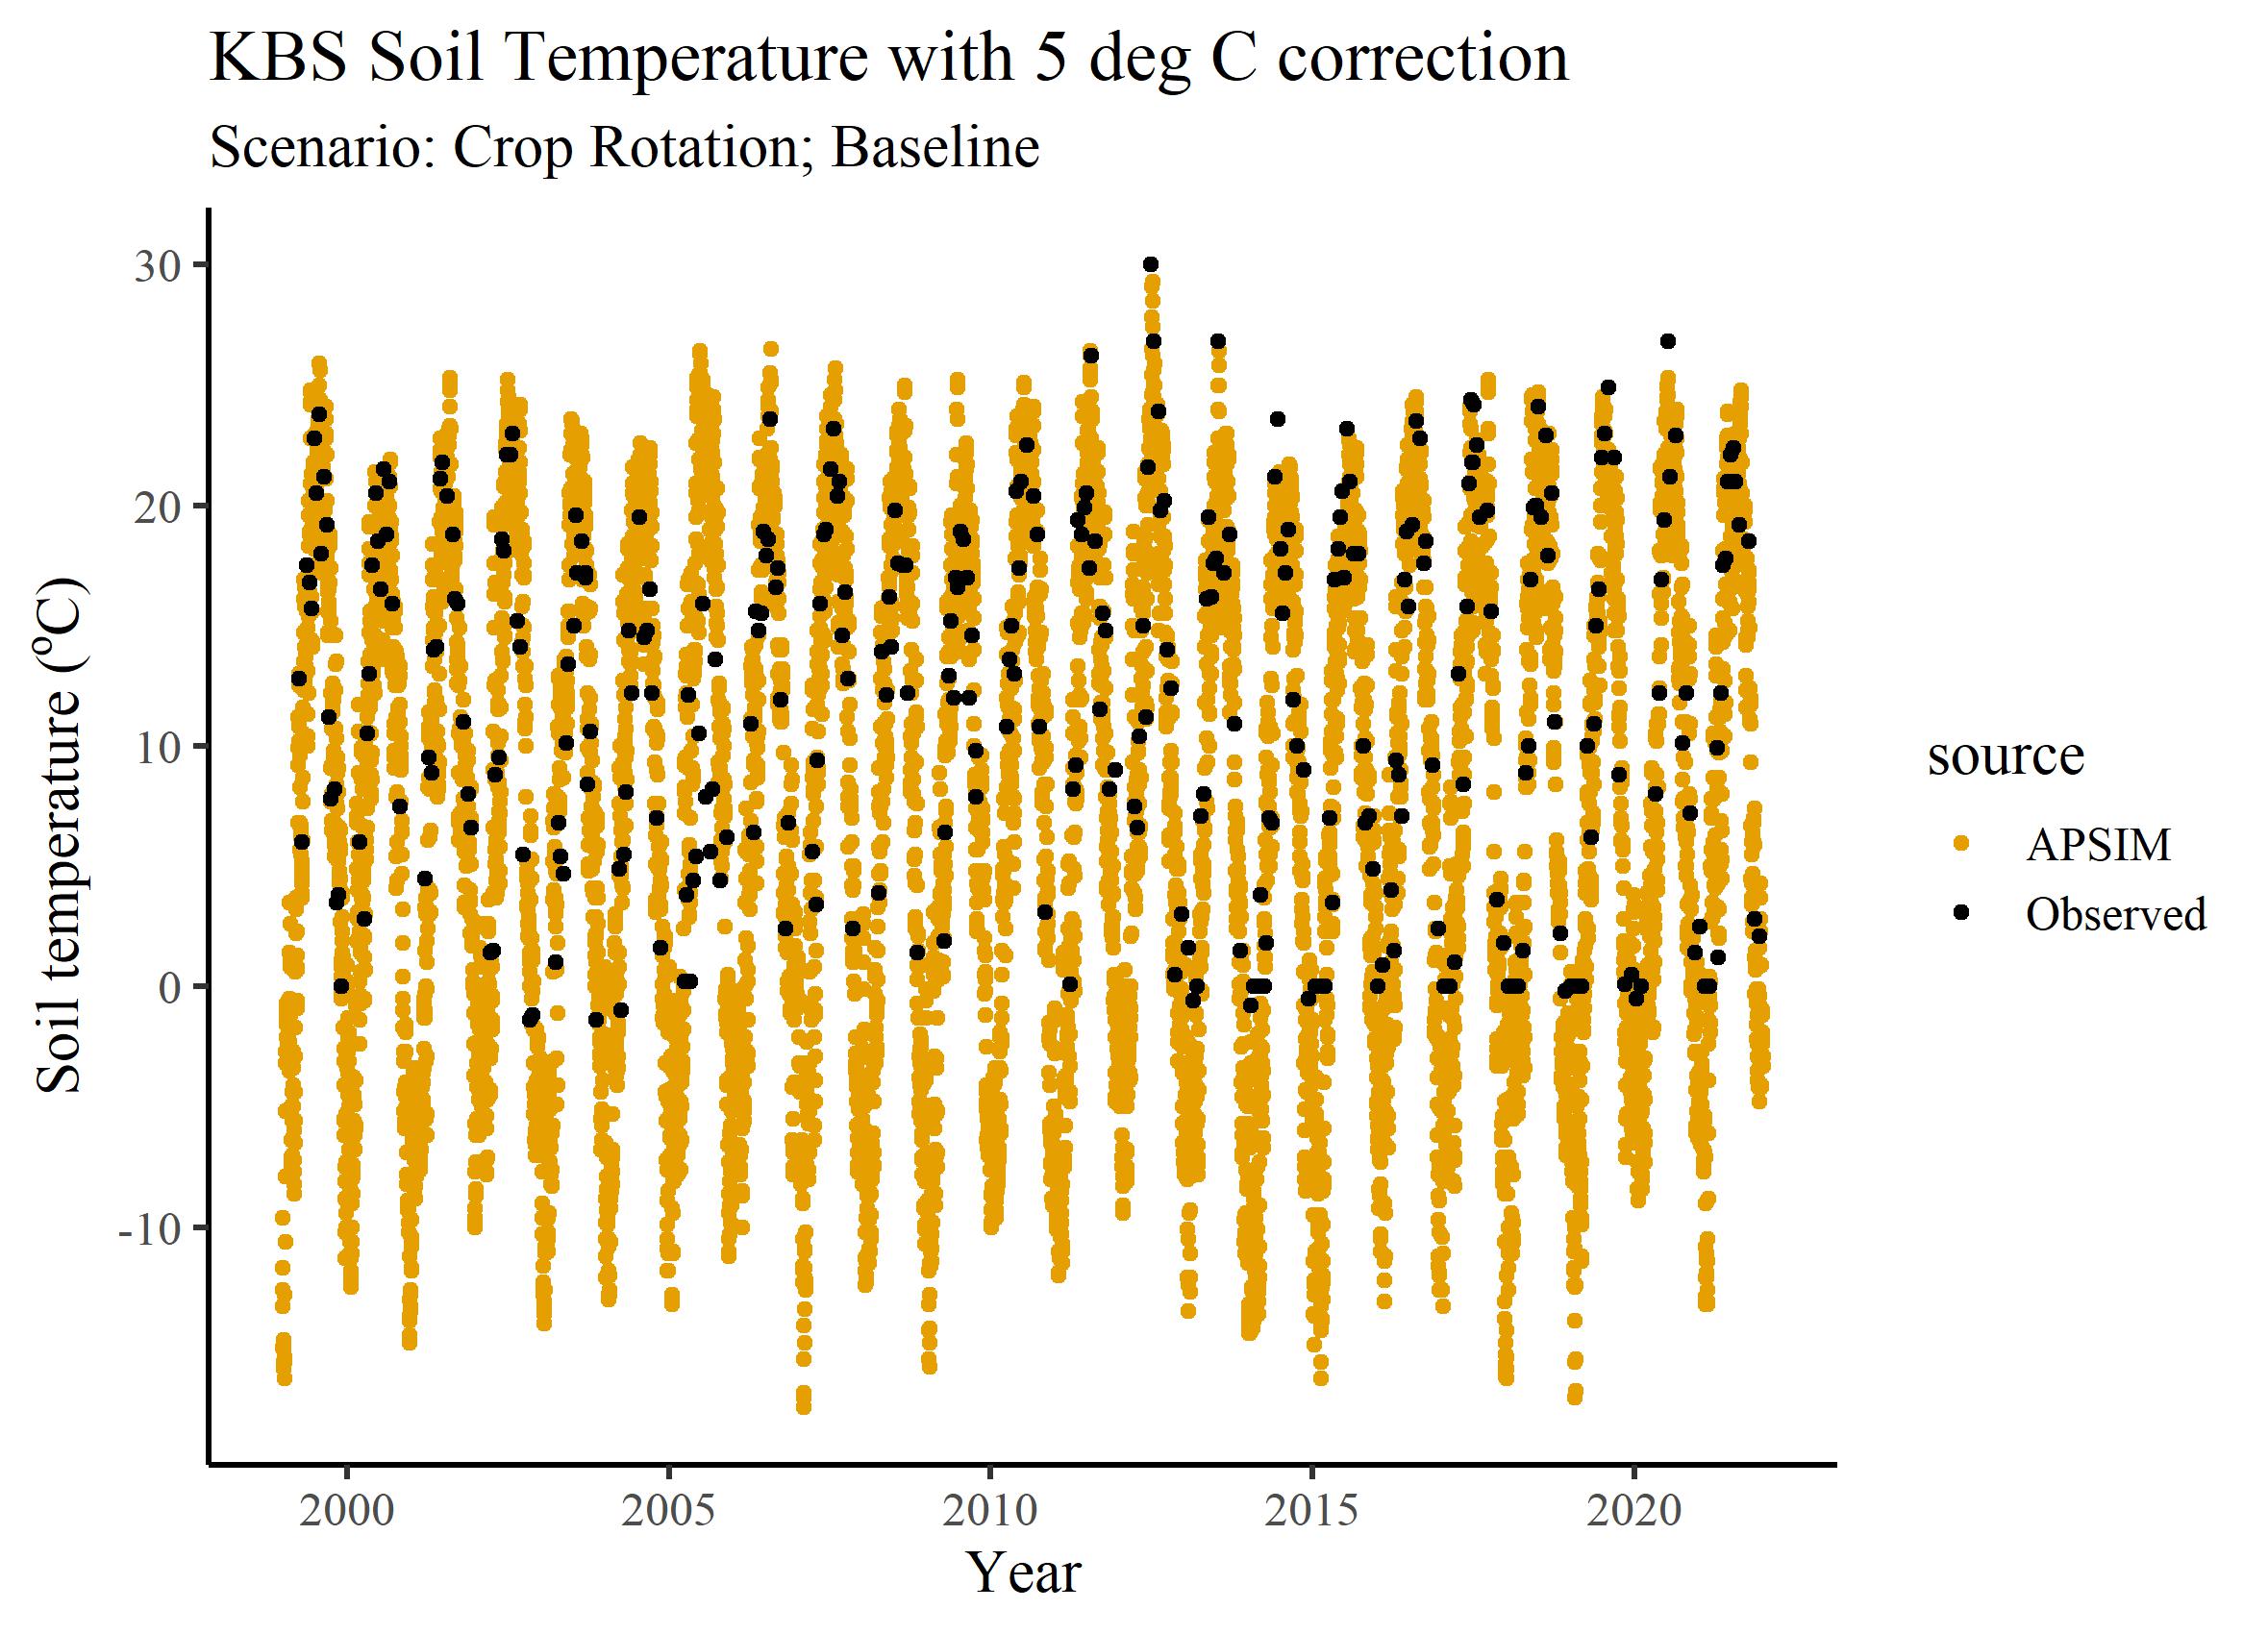 KBS Soil Temperature with 5 deg C correction
Scenario: Crop Rotation; Baseline
Soil temperature (°C)
30
20
10
0
-10
2000 2005 2010 2015 2020
Year
source
APSIM
Observed